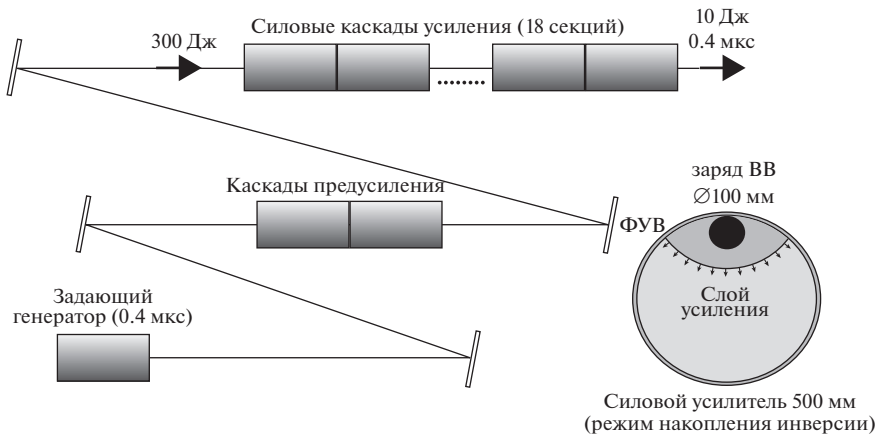 Силовые каскады усиления (18 секций)
300 Дж
10 Дж
0.4 мкс
Каскады предусиления
заряд ВВ
∅100 мм
ФУВ
Слой
усиления
Задающий
генератор (0.4 мкс)
Силовой усилитель 500 мм
(режим накопления инверсии)